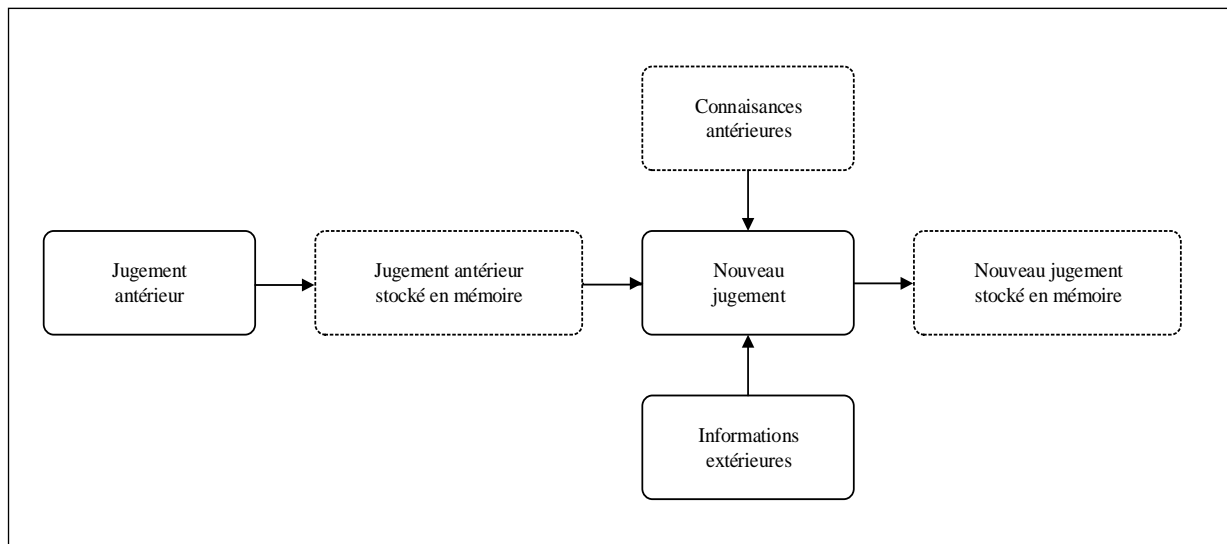 Connaisances
antérieures
Jugement
antérieur
Jugement antérieur
stocké en mémoire
Nouveau
jugement
Nouveau jugement
stocké en mémoire
Informations
extérieures